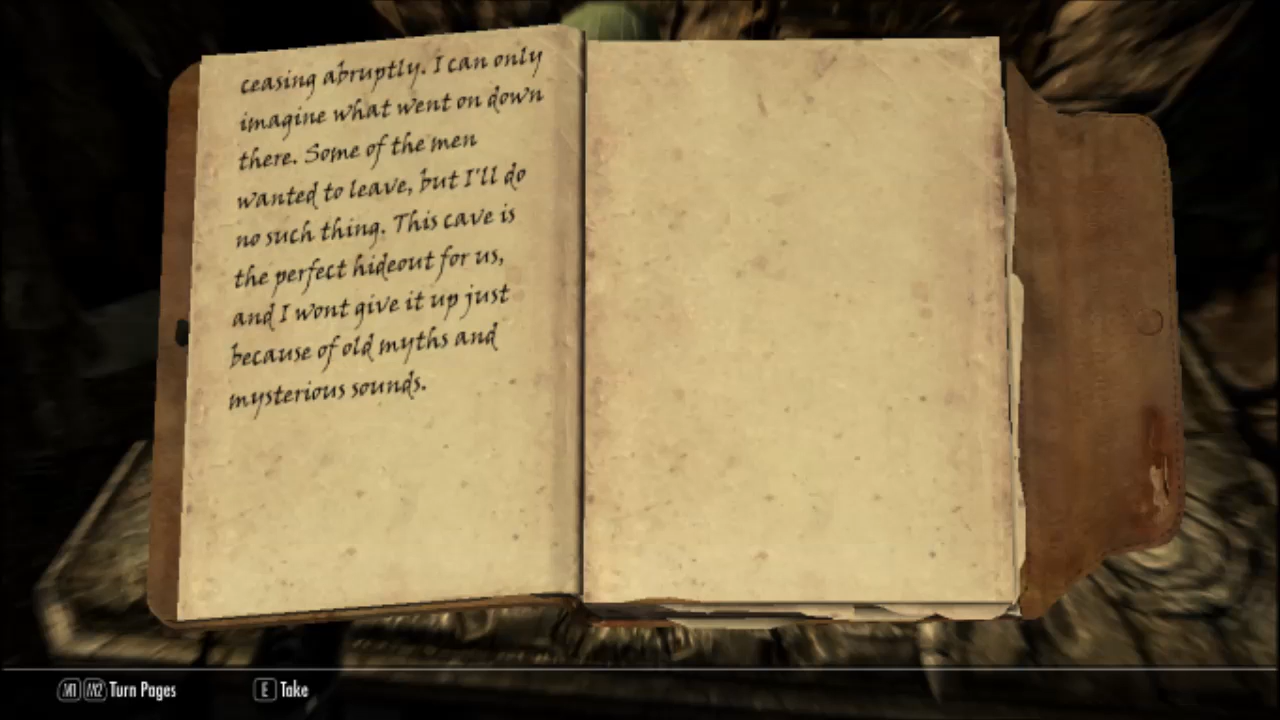 ceasing abruptly. I can only
imagine what went on down
there. Some of the men
wanted to leave, but I'll do
no such thing. This cave is
the perfect hideout for us,
and I wont give it up just
because of old myths and
mysterious sounds.
M1 M2 Turn Pages
E Take